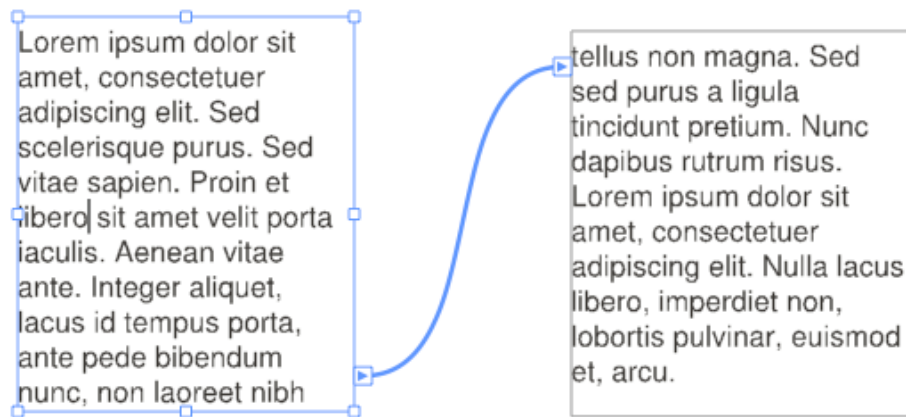 Lorem ipsum dolor sit
amet, consectetuer
adipiscing elit. Sed
scelerisque purus. Sed
vitae sapien. Proin et
libero sit amet velit porta
iaculis. Aenean vitae
ante. Integer aliquet,
lacus id tempus porta,
ante pede bibendum
nunc, non laoreet nibh
tellus non magna. Sed
sed purus a ligula
tincidunt pretium. Nunc
dapibus rutrum risus.
Lorem ipsum dolor sit
amet, consectetuer
adipiscing elit. Nulla lacus
libero, imperdiet non,
lobortis pulvinar, euismod
et, arcu.